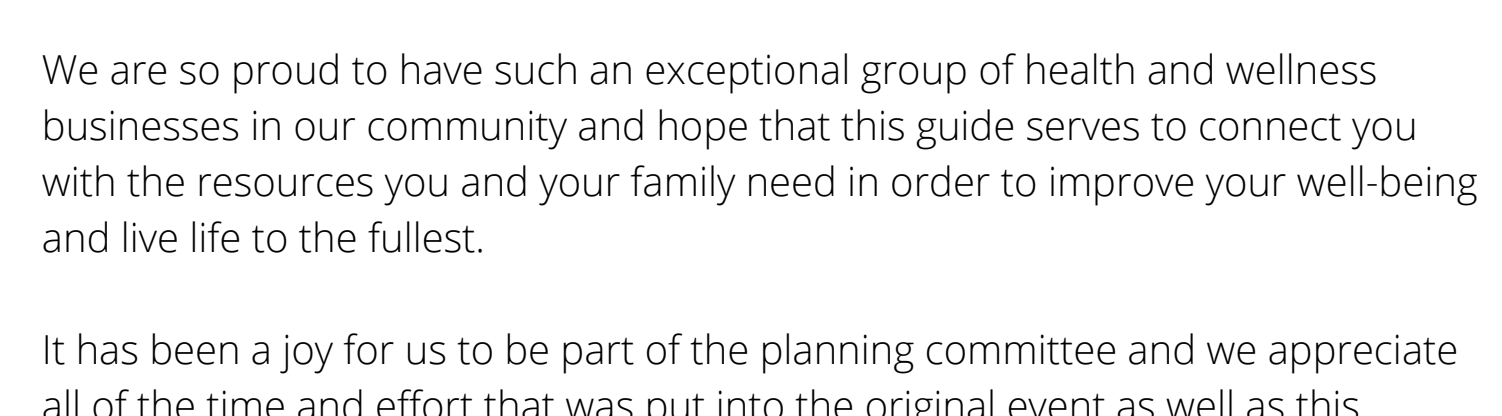 We are so proud to have such an exceptional group of health and wellness
businesses in our community and hope that this guide serves to connect you
with the resources you and your family need in order to improve your well-being
and live life to the fullest.
It has been a joy for us to be part of the planning committee and we appreciate
all of the time and effort that was put into the original event as well as this